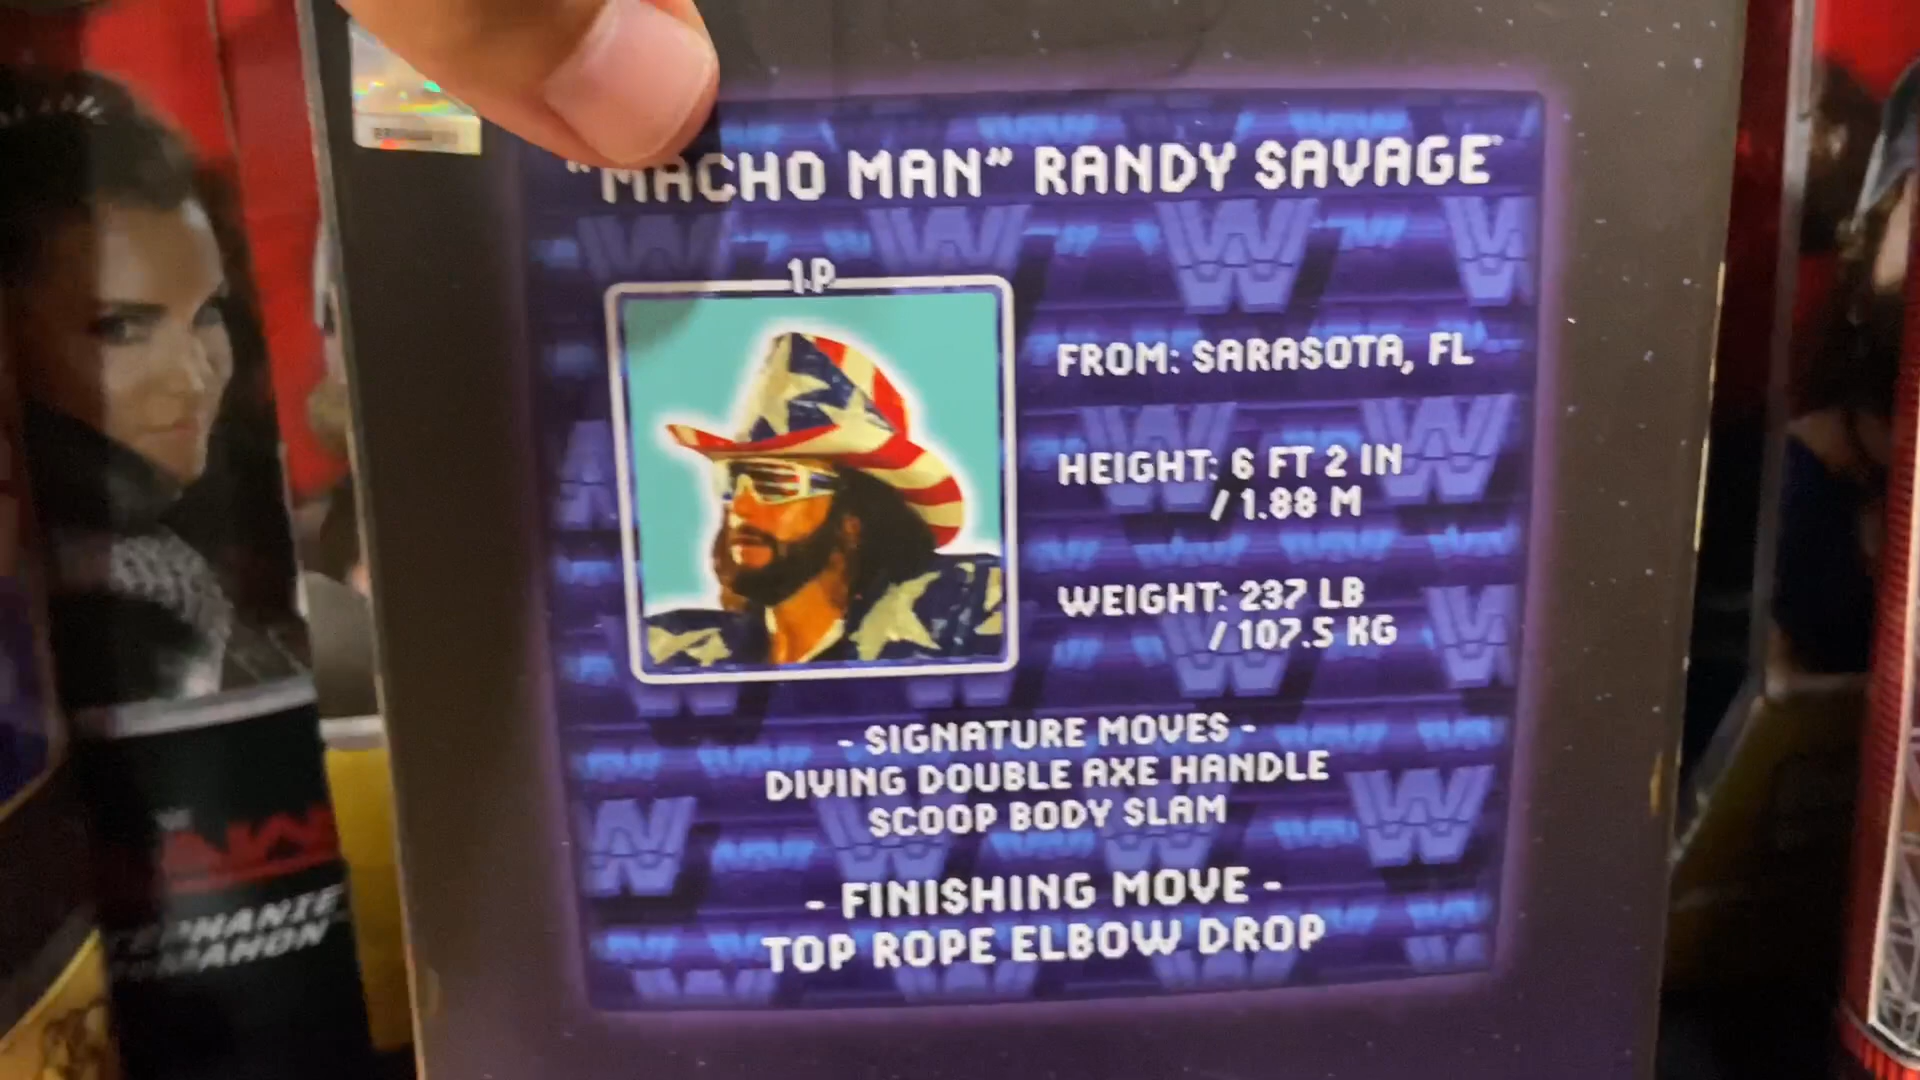 "MACHO MAN" RANDY SAVAGE
1P
FROM: SARASOTA, FL
HEIGHT: 6 FT 2 IN
/ 1.88 M
WEIGHT: 237 LB
/ 107.5 KG
- SIGNATURE MOVES -
DIVING DOUBLE AXE HANDLE
SCOOP BODY SLAM
- FINISHING MOVE -
TOP ROPE ELBOW DROP
RAW